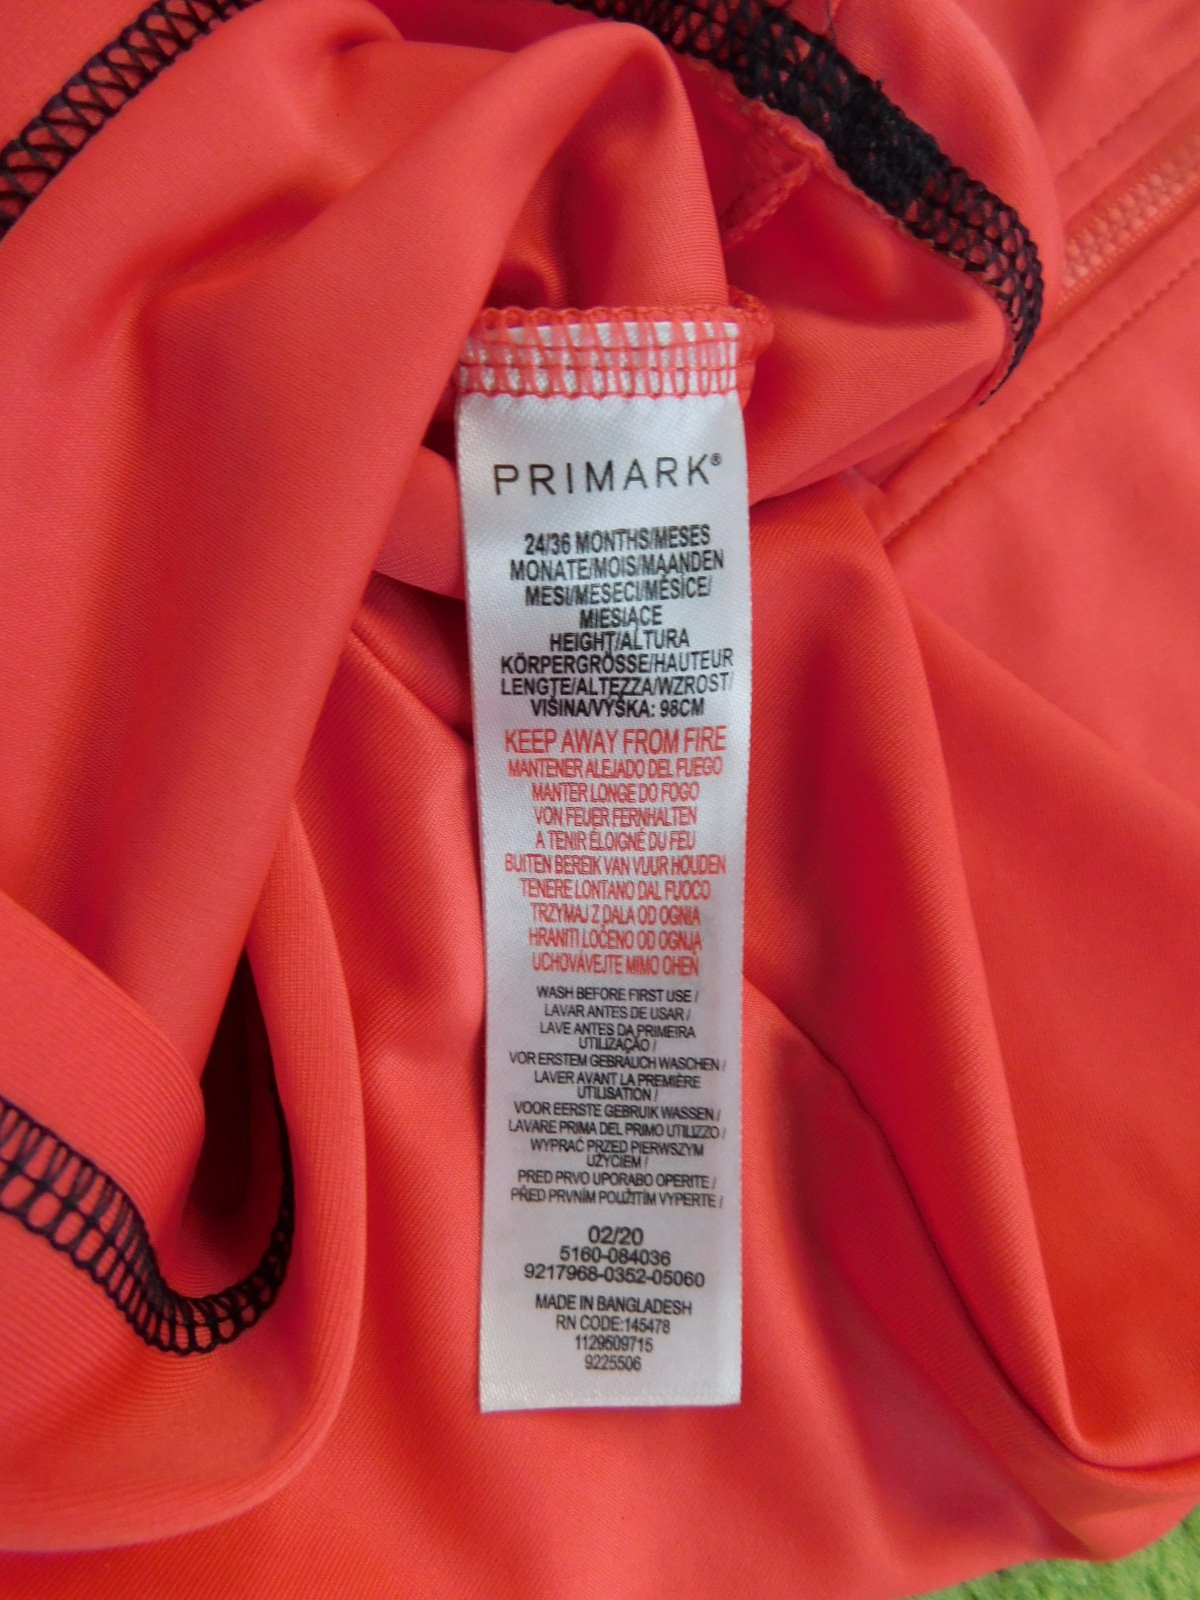 PRIMARK®
24/36 MONTHS/MESES
MONATE/MOIS/MAANDEN
MESI/MESECI/MĚSÍCE/
MIESIĄCE
HEIGHT/ALTURA
KÖRPERGRÖSSE/HAUTEUR
LENGTE/ALTEZZA/WZROST/
VIŠINA/VÝŠKA: 98CM
KEEP AWAY FROM FIRE
MANTENER ALEJADO DEL FUEGO
MANTER LONGE DO FOGO
VON FEUER FERNHALTEN
A TENIR ÉLOIGNÉ DU FEU
BUITEN BEREIK VAN VUUR HOUDEN
TENERE LONTANO DAL FUOCO
TRZYMAJ Z DALA OD OGNIA
HRANITI LOČENO OD OGNJA
UCHOVÁVEJTE MIMO OHEŇ
WASH BEFORE FIRST USE /
LAVAR ANTES DE USAR /
LAVE ANTES DA PRIMEIRA
UTILIZAÇÃO /
VOR ERSTEM GEBRAUCH WASCHEN /
LAVER AVANT LA PREMIÈRE
UTILISATION /
VOOR EERSTE GEBRUIK WASSEN /
LAVARE PRIMA DEL PRIMO UTILIZZO /
WYPRAĆ PRZED PIERWSZYM
UŻYCIEM /
PRED PRVO UPORABO OPERITE /
PŘED PRVNÍM POUŽITÍM VYPERTE /
02/20
5160-084036
9217968-0352-05060
MADE IN BANGLADESH
RN CODE:145478
1129509715
9225506